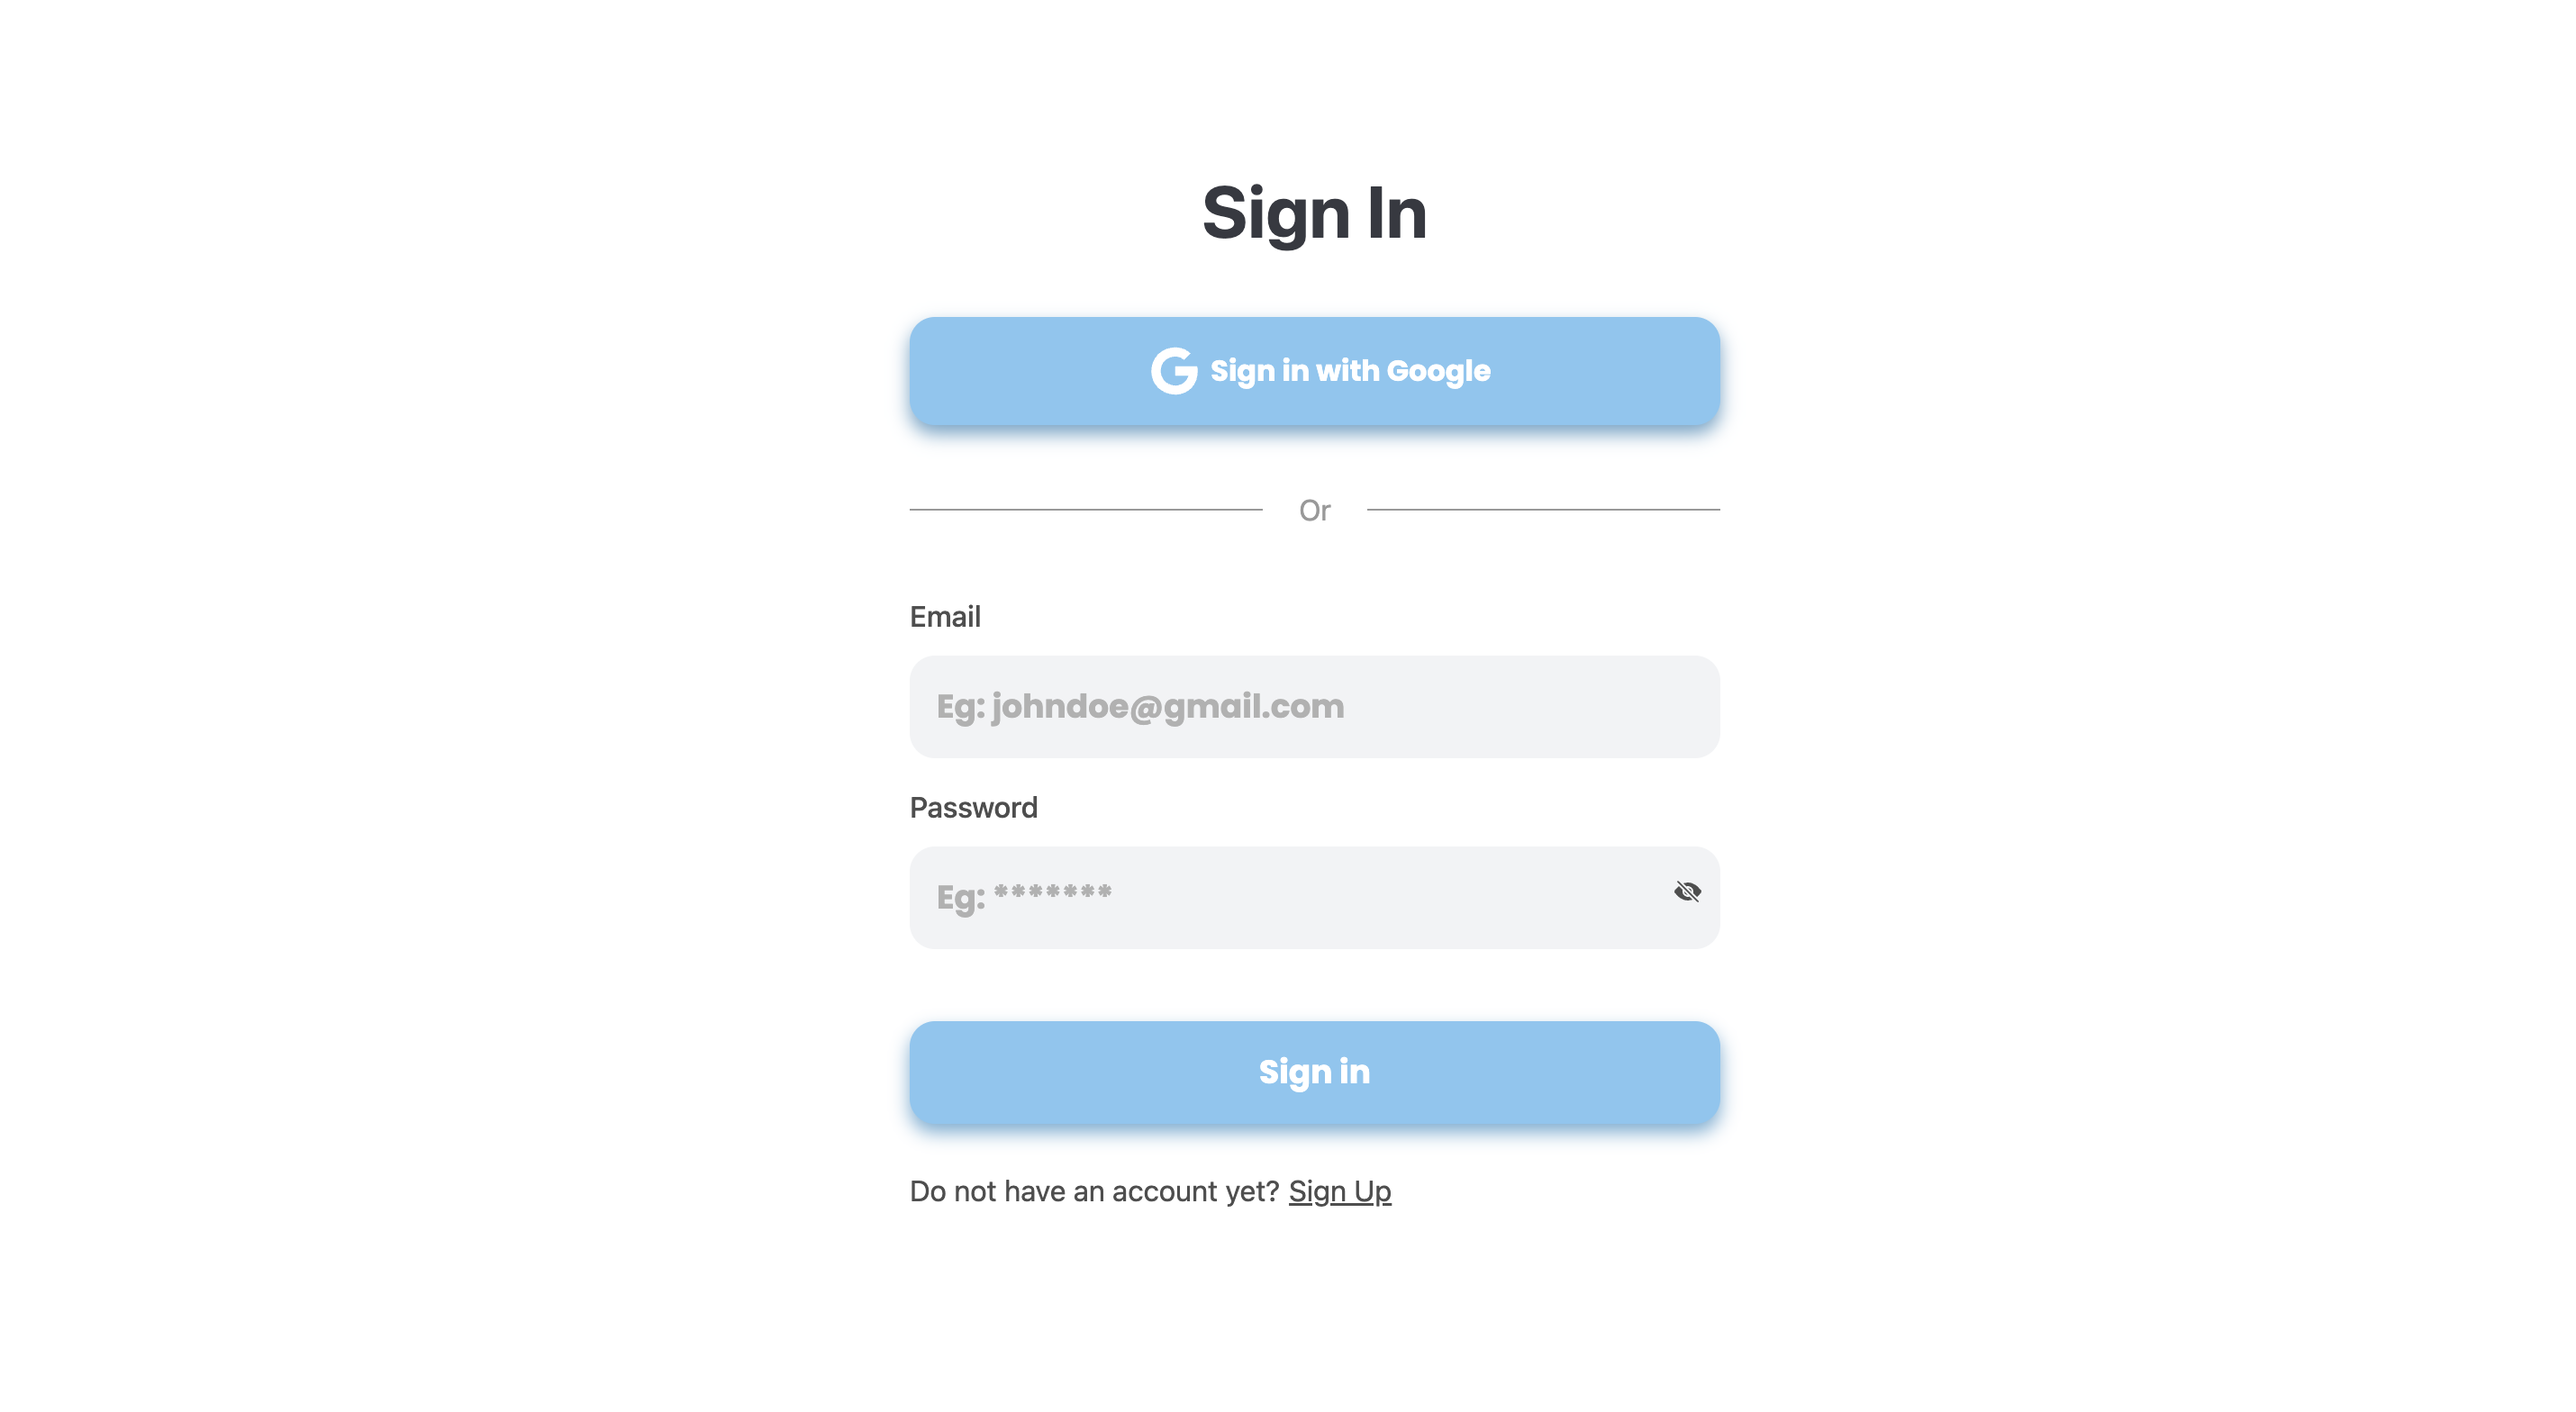 Sign In
Sign in with Google
Or
Email
Eg: johndoe@gmail.com
Password
Eg: *******
Sign in
Do not have an account yet? Sign Up